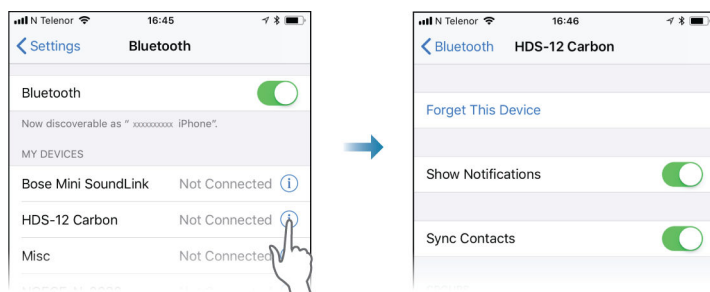 N Telenor 16:45
Settings Bluetooth
Bluetooth
Now discoverable as " xxxxxxxxxx iPhone".
MY DEVICES
Bose Mini SoundLink Not Connected i
HDS-12 Carbon Not Connected i
Misc Not Connected
N Telenor 16:46
Bluetooth HDS-12 Carbon
Forget This Device
Show Notifications
Sync Contacts